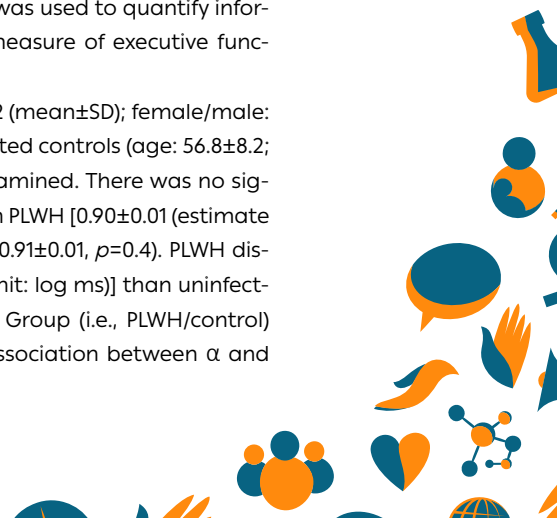 was used to quantify infor-
measure of executive func-
2 (mean±SD); female/male:
ted controls (age: 56.8±8.2;
amined. There was no sig-
n PLWH [0.90±0.01 (estimate
0.91±0.01, p=0.4). PLWH dis-
nit: log ms)] than uninfect-
Group (i.e., PLWH/control)
ssociation between α and